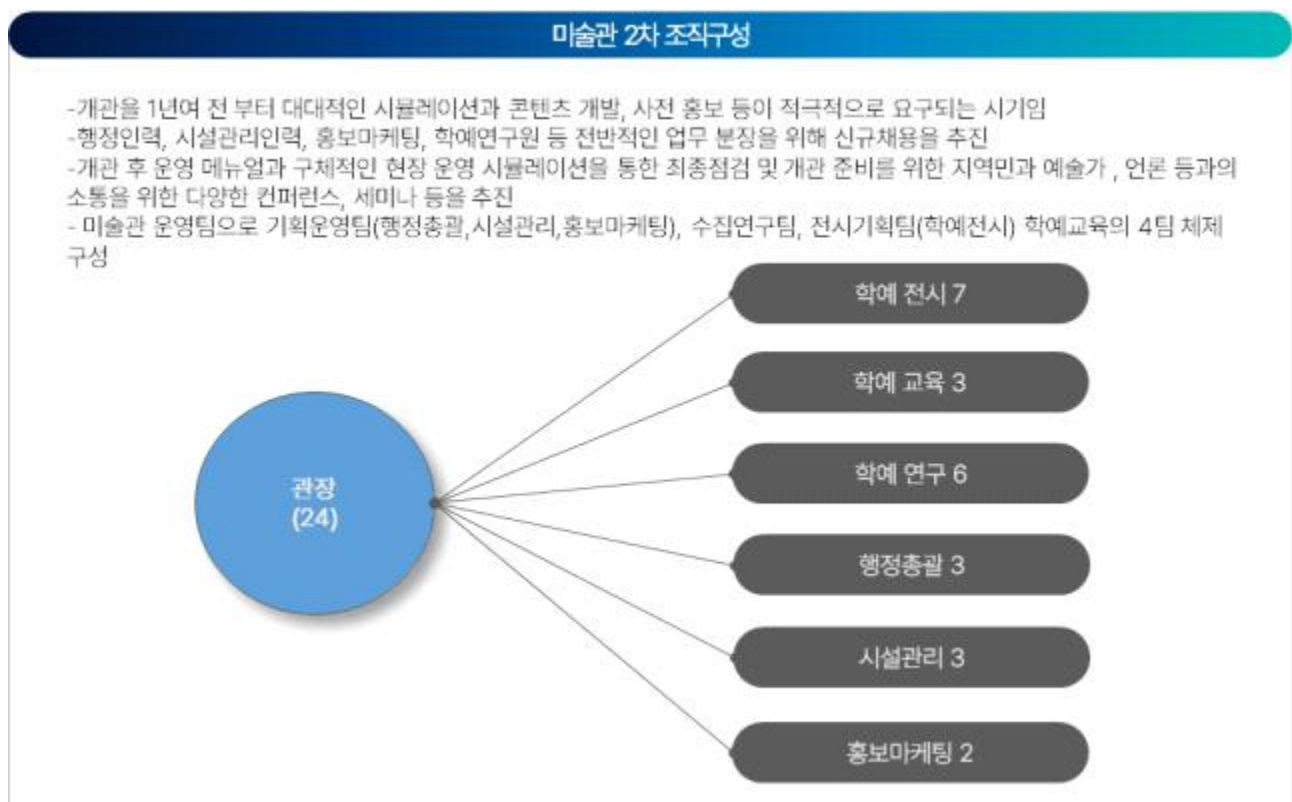 미술관 2차 조직구성
-개관을 1년여 전 부터 대대적인 시뮬레이션과 콘텐츠 개발, 사전 홍보 등이 적극적으로 요구되는 시기임
-행정인력, 시설관리인력, 홍보마케팅, 학예연구원 등 전반적인 업무 분장을 위해 신규채용을 추진
-개관 후 운영 메뉴얼과 구체적인 현장 운영 시뮬레이션을 통한 최종점검 및 개관 준비를 위한 지역민과 예술가 , 언론 등과의
소통을 위한 다양한 컨퍼런스, 세미나 등을 추진
- 미술관 운영팀으로 기획운영팀(행정총괄,시설관리,홍보마케팅), 수집연구팀, 전시기획팀(학예전시) 학예교육의 4팀 체제
구성
학예 전시 7
학예 교육 3
학예 연구 6
관장
(24)
행정총괄 3
시설관리 3
홍보마케팅 2